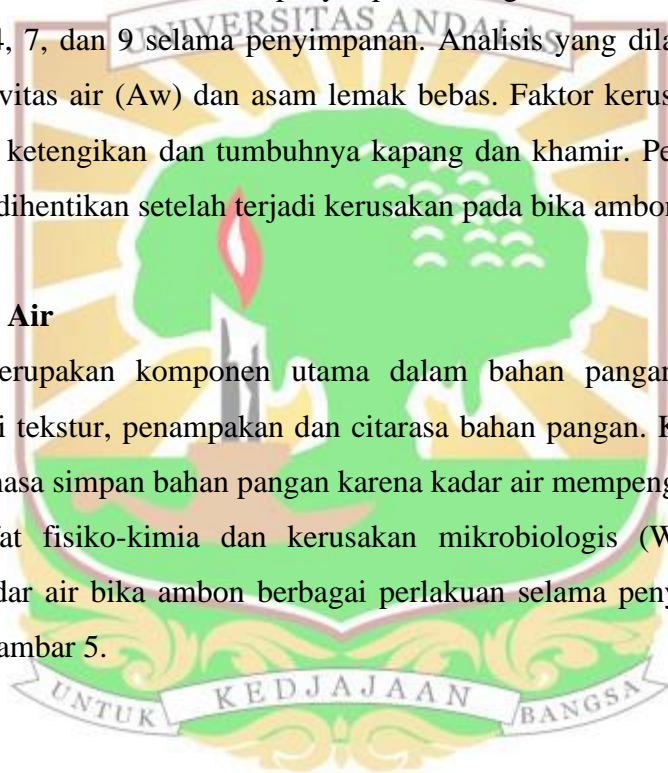 UNIVERSITAS ANDALAS
4, 7, dan 9 selama penyimpanan. Analisis yang dila
vitas air (Aw) dan asam lemak bebas. Faktor kerus
ketengikan dan tumbuhnya kapang dan khamir. Pe
dihentikan setelah terjadi kerusakan pada bika ambon
Air
erupakan komponen utama dalam bahan pangan
i tekstur, penampakan dan citarasa bahan pangan. K
nasa simpan bahan pangan karena kadar air mempeng
at fisiko-kimia dan kerusakan mikrobiologis (W
dar air bika ambon berbagai perlakuan selama peny
ambar 5.
UNTUK KEDJAJAAN BANGSA